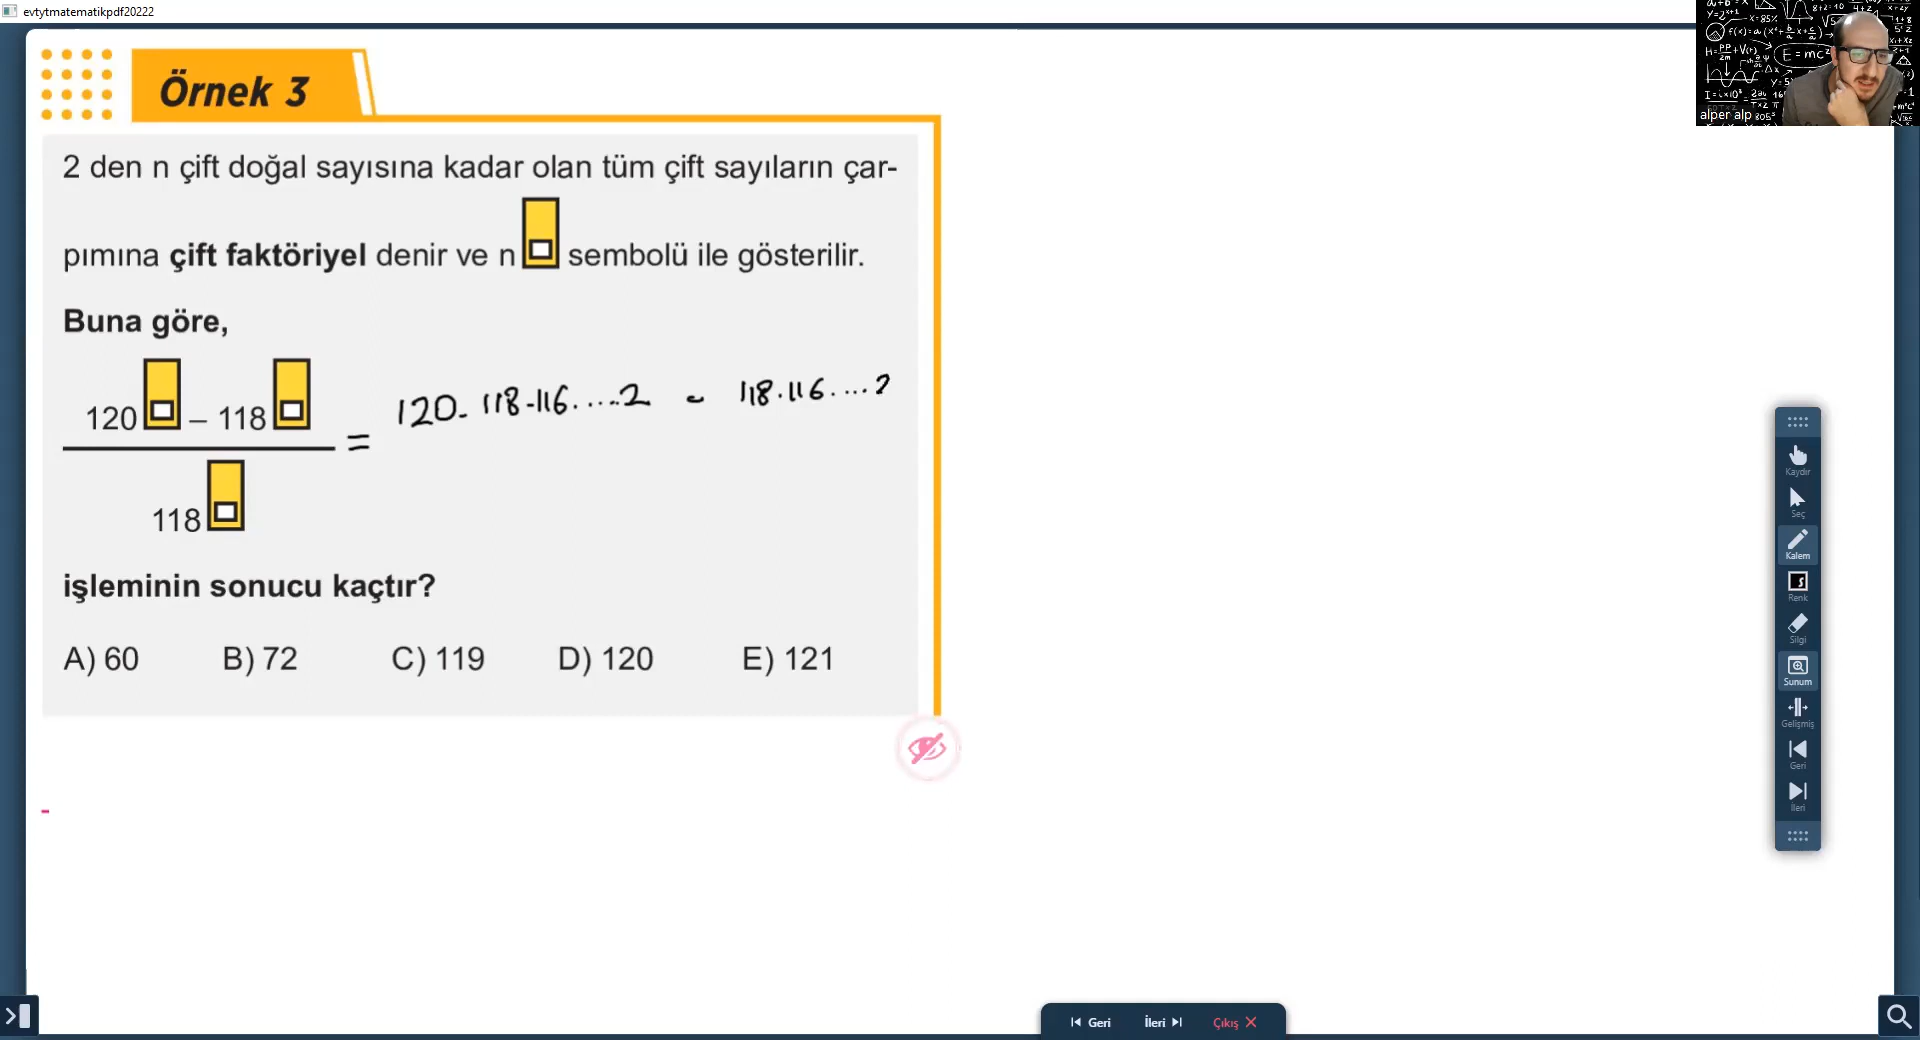 evtytmatematikpdf20222
Örnek 3
2 den n çift doğal sayısına kadar olan tüm çift sayıların çar-
pımına çift faktöriyel denir ve n sembolü ile gösterilir.
Buna göre,
120 – 118
118
= 120. 118.116.....2 - 118.116....2
işleminin sonucu kaçtır?
A) 60 B) 72 C) 119 D) 120 E) 121
alper alp
E=mc²
Kaydır
Seç
Kalem
Renk
Silgi
Sunum
Gelişmiş
Geri
İleri
Geri İleri Çıkış